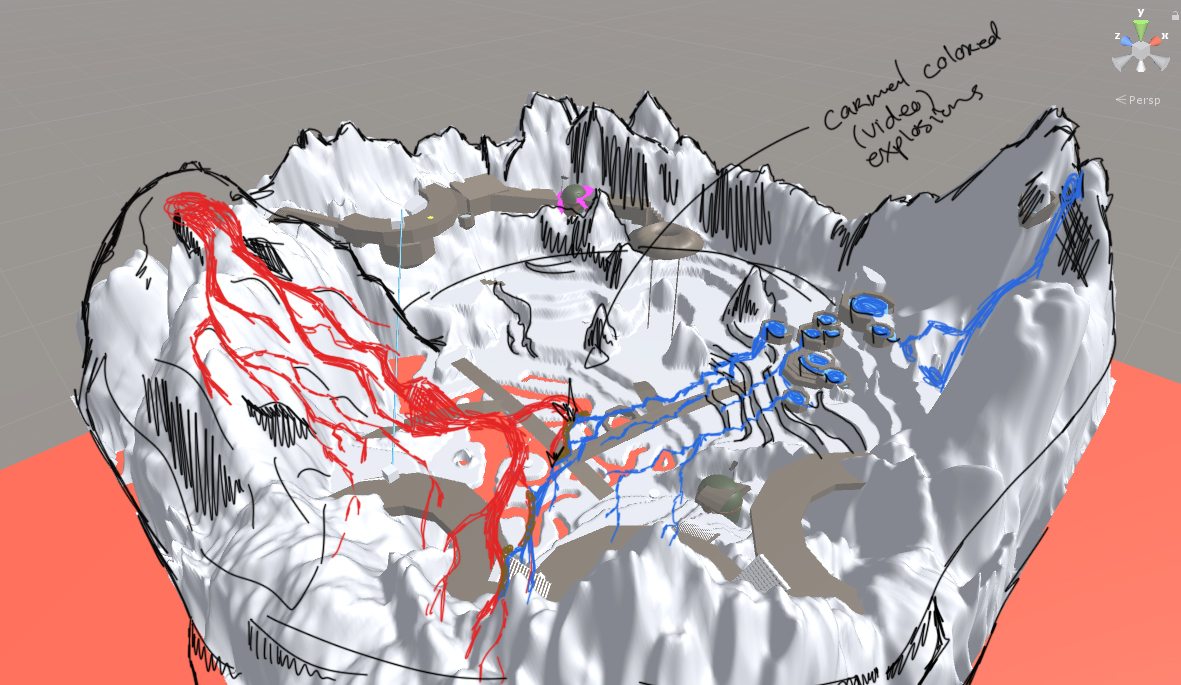 y
z
x
< Persp
carmel colored
(video)
explosions